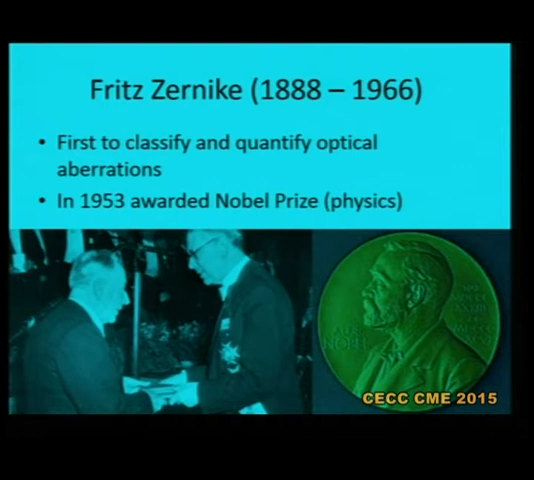 Fritz Zernike (1888 – 1966)
• First to classify and quantify optical
aberrations
• In 1953 awarded Nobel Prize (physics)
NOBEL
CECC CME 2015